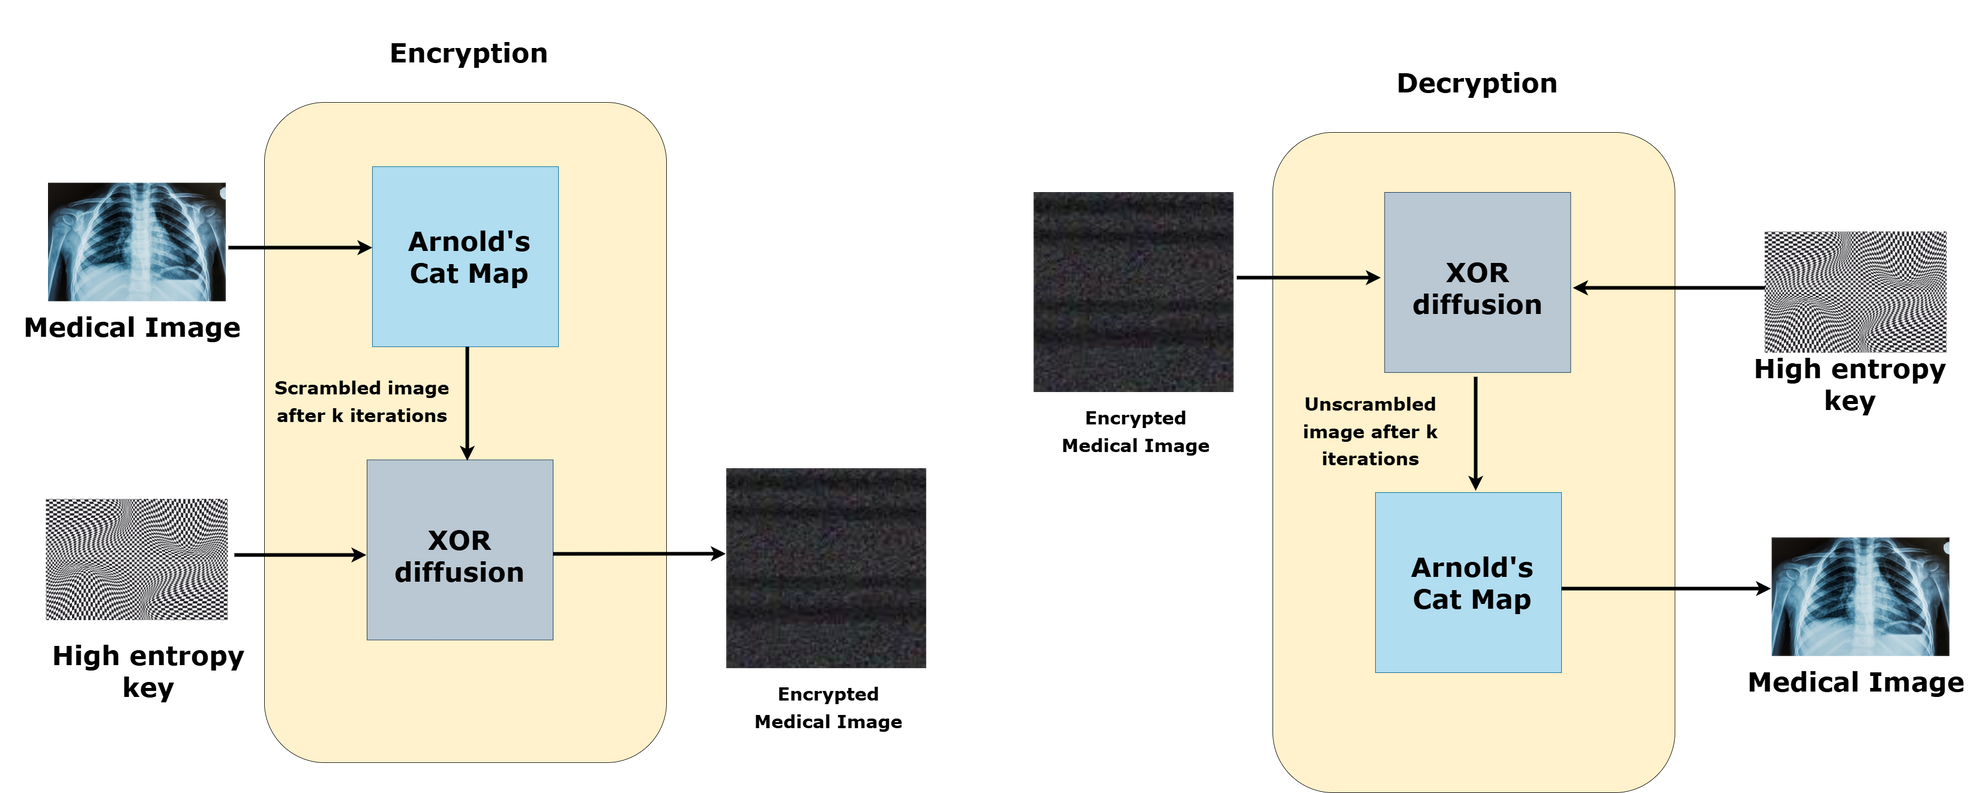 Encryption
Arnold's
Cat Map
Medical Image
Scrambled image
after k iterations
XOR
diffusion
High entropy
key
Encrypted
Medical Image
Decryption
XOR
diffusion
High entropy
key
Encrypted
Medical Image
Unscrambled
image after k
iterations
Arnold's
Cat Map
Medical Image